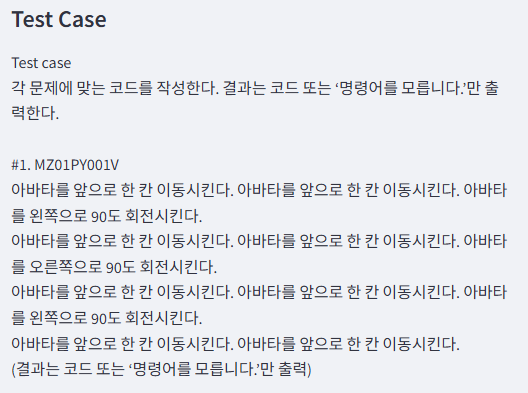 Test Case
Test case
각 문제에 맞는 코드를 작성한다. 결과는 코드 또는 ‘명령어를 모릅니다.’만 출
력한다.
#1. MZ01PY001V
아바타를 앞으로 한 칸 이동시킨다. 아바타를 앞으로 한 칸 이동시킨다. 아바타
를 왼쪽으로 90도 회전시킨다.
아바타를 앞으로 한 칸 이동시킨다. 아바타를 앞으로 한 칸 이동시킨다. 아바타
를 오른쪽으로 90도 회전시킨다.
아바타를 앞으로 한 칸 이동시킨다. 아바타를 앞으로 한 칸 이동시킨다. 아바타
를 왼쪽으로 90도 회전시킨다.
아바타를 앞으로 한 칸 이동시킨다. 아바타를 앞으로 한 칸 이동시킨다.
(결과는 코드 또는 ‘명령어를 모릅니다.’만 출력)